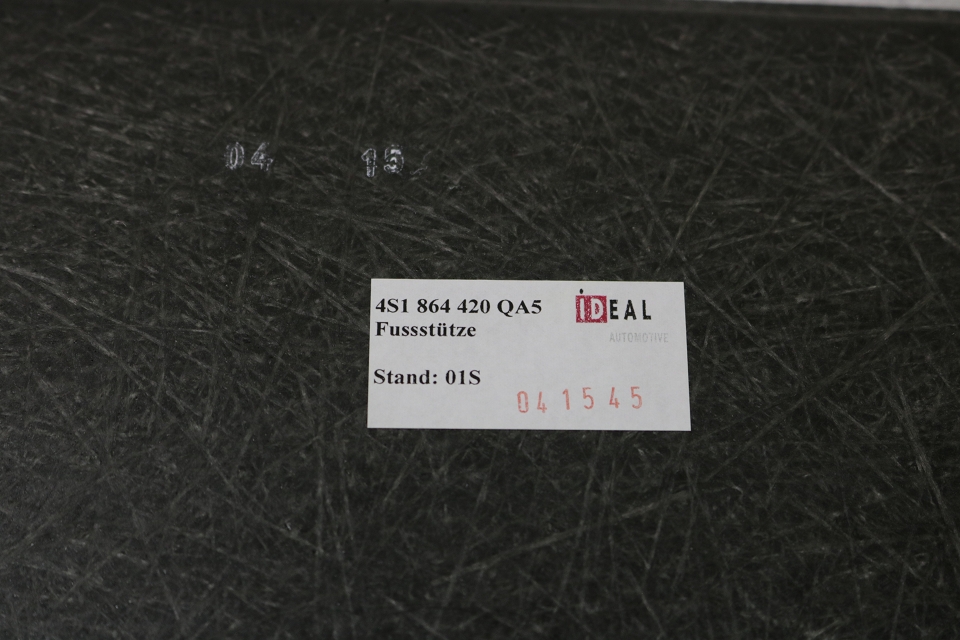 04 15
4S1 864 420 QA5
Fussstütze
iDEAL
AUTOMOTIVE
Stand: 01S
041545